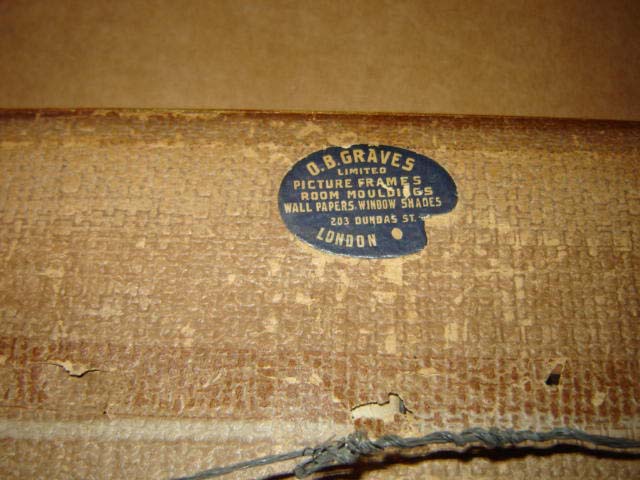 O.B. GRAVES
LIMITED
PICTURE FRAMES
ROOM MOULDINGS
WALL PAPERS, WINDOW SHADES
203 DUNDAS ST.
LONDON